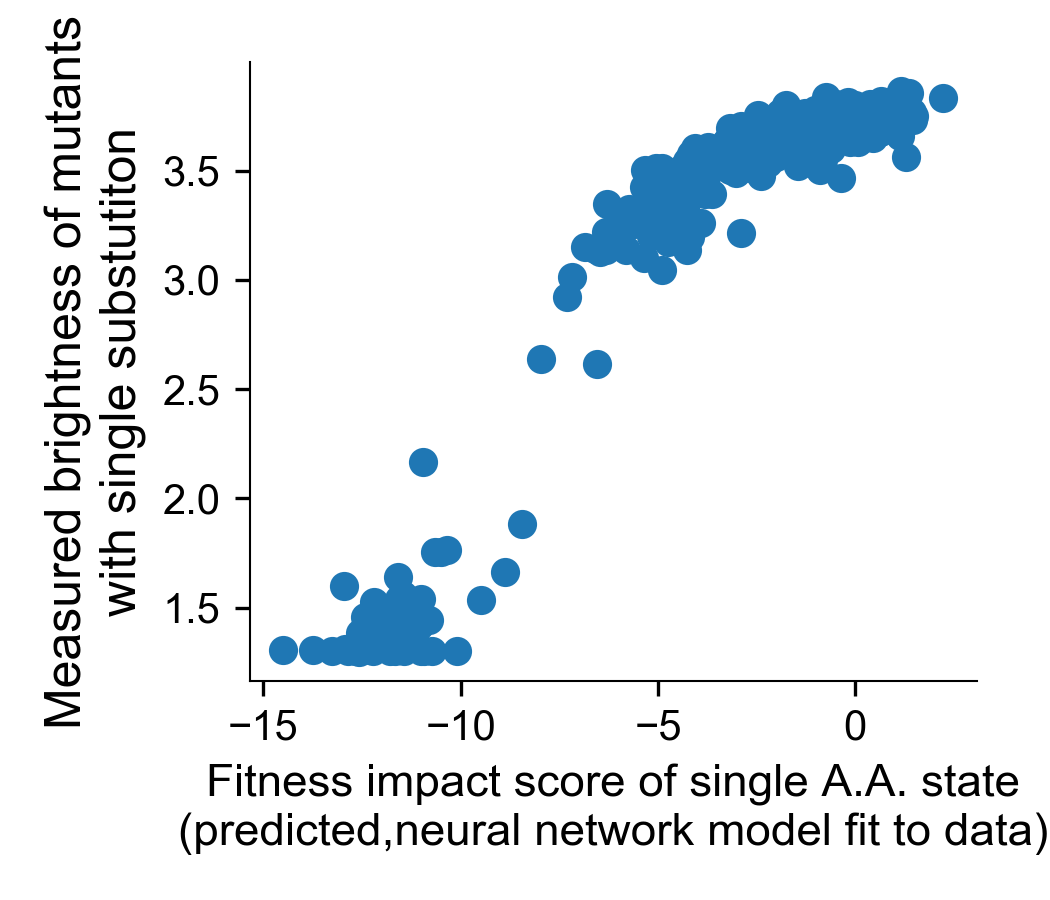 Measured brightness of mutants
with single substitution
3.5
3.0
2.5
2.0
1.5
−15
−10
−5
0
Fitness impact score of single A.A. state
(predicted,neural network model fit to data)